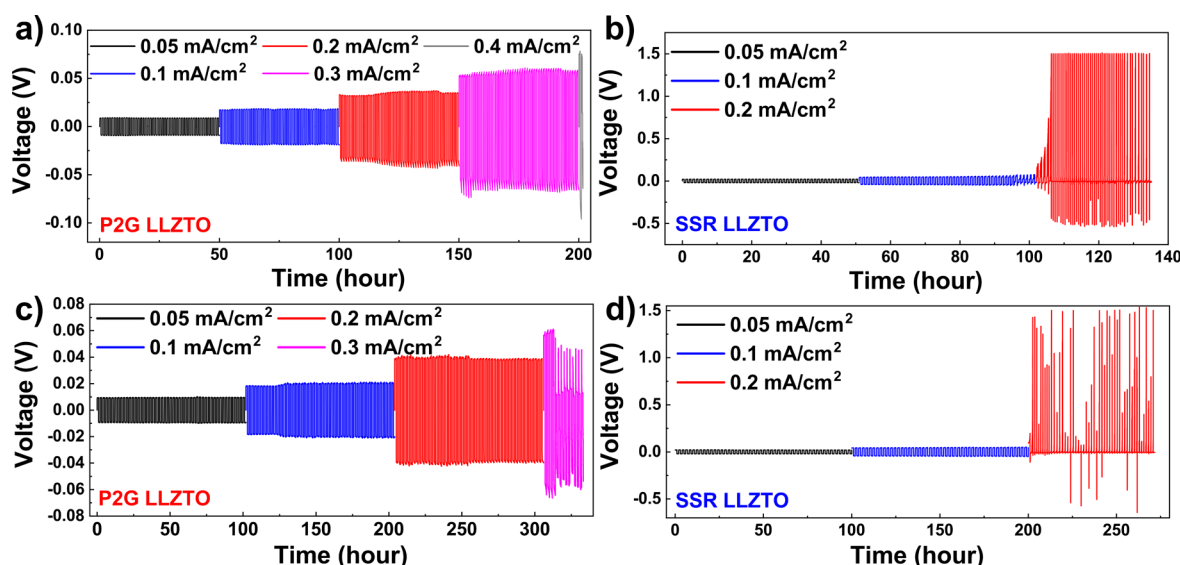 a)
0.10
0.05
0.00
-0.05
-0.10
Voltage (V)
0.05 mA/cm²
0.2 mA/cm²
0.4 mA/cm²
0.1 mA/cm²
0.3 mA/cm²
P2G LLZTO
0 50 100 150 200
Time (hour)
b)
1.5
1.0
0.5
0.0
-0.5
Voltage (V)
0.05 mA/cm²
0.1 mA/cm²
0.2 mA/cm²
SSR LLZTO
0 20 40 60 80 100 120 140
Time (hour)
c)
0.08
0.06
0.04
0.02
0.00
-0.02
-0.04
-0.06
-0.08
Voltage (V)
0.05 mA/cm²
0.2 mA/cm²
0.1 mA/cm²
0.3 mA/cm²
P2G LLZTO
0 50 100 150 200 250 300
Time (hour)
d)
1.5
1.0
0.5
0.0
-0.5
Voltage (V)
0.05 mA/cm²
0.1 mA/cm²
0.2 mA/cm²
SSR LLZTO
0 50 100 150 200 250
Time (hour)